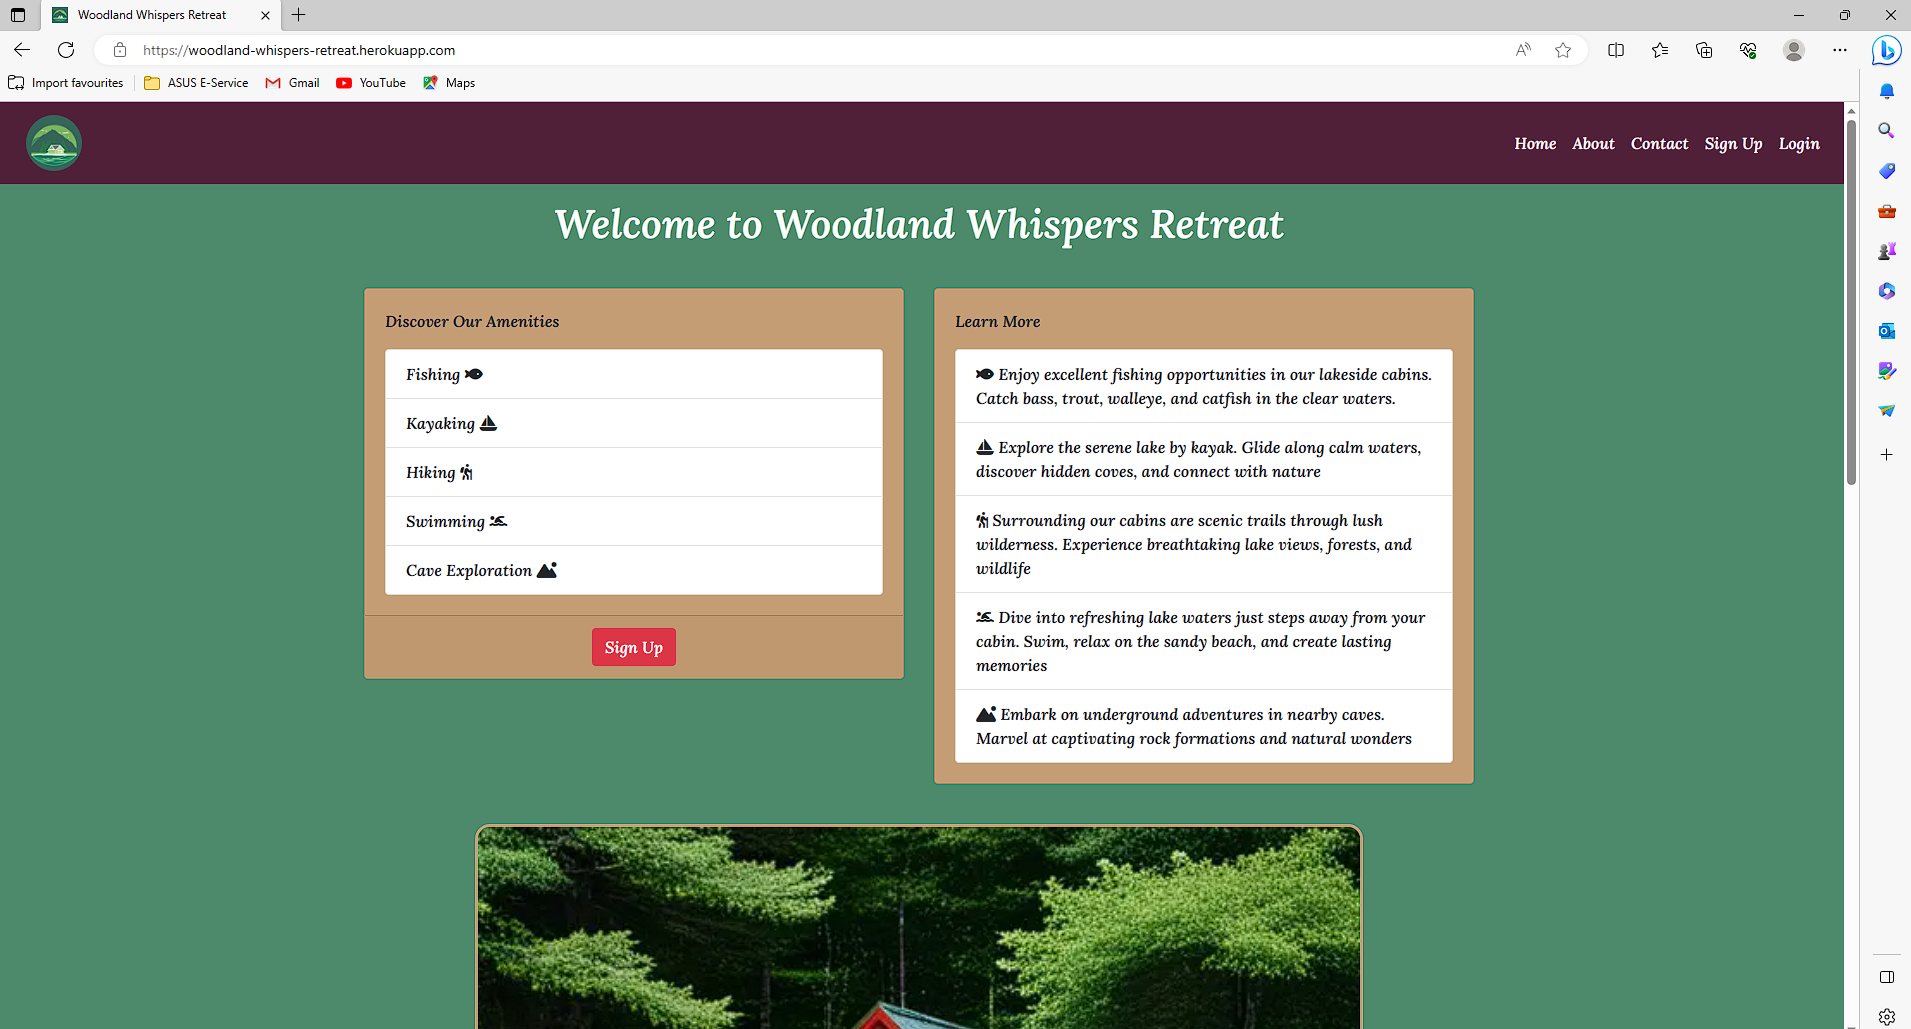 Woodland Whispers Retreat
https://woodland-whispers-retreat.herokuapp.com
Import favourites ASUS E-Service Gmail YouTube Maps
Home About Contact Sign Up Login
Welcome to Woodland Whispers Retreat
Discover Our Amenities
Fishing
Kayaking
Hiking
Swimming
Cave Exploration
Sign Up
Learn More
Enjoy excellent fishing opportunities in our lakeside cabins.
Catch bass, trout, walleye, and catfish in the clear waters.
Explore the serene lake by kayak. Glide along calm waters,
discover hidden coves, and connect with nature
Surrounding our cabins are scenic trails through lush
wilderness. Experience breathtaking lake views, forests, and
wildlife
Dive into refreshing lake waters just steps away from your
cabin. Swim, relax on the sandy beach, and create lasting
memories
Embark on underground adventures in nearby caves.
Marvel at captivating rock formations and natural wonders